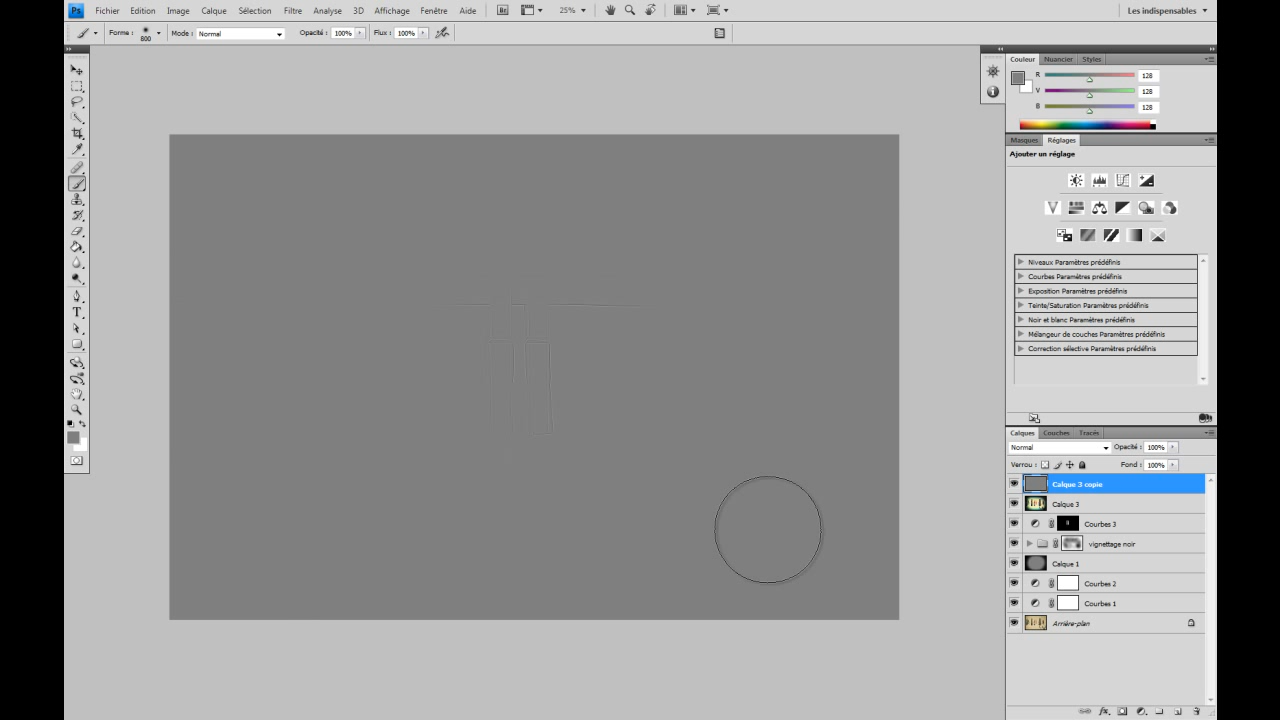 Ps Fichier Edition Image Calque Sélection Filtre Analyse 3D Affichage Fenêtre Aide Br 25% Les indispensables
Forme : 800 Mode : Normal Opacité : 100% Flux : 100%
Couleur Nuancier Styles
R 128
V 128
B 128
Masques Réglages
Ajouter un réglage
Niveaux Paramètres prédéfinis
Courbes Paramètres prédéfinis
Exposition Paramètres prédéfinis
Teinte/Saturation Paramètres prédéfinis
Noir et blanc Paramètres prédéfinis
Mélangeur de couches Paramètres prédéfinis
Correction sélective Paramètres prédéfinis
Calques Couches Tracés
Normal Opacité : 100%
Verrou : Fond : 100%
Calque 3 copie
Calque 3
Courbes 3
vignettage noir
Calque 1
Courbes 2
Courbes 1
Arrière-plan